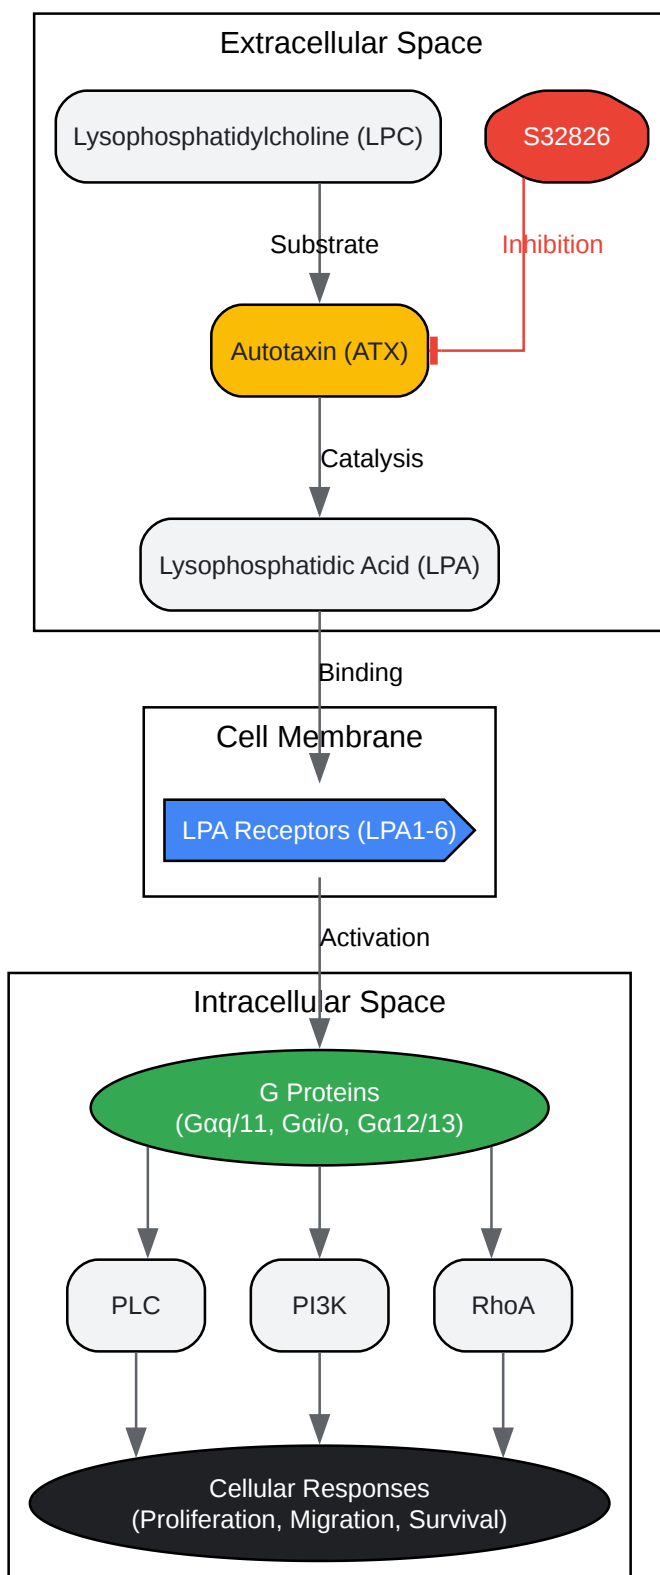 Extracellular Space
Lysophosphatidylcholine (LPC)
S32826
Substrate
Inhibition
Autotaxin (ATX)
Catalysis
Lysophosphatidic Acid (LPA)
Binding
Cell Membrane
LPA Receptors (LPA1-6)
Activation
Intracellular Space
G Proteins
(Gαq/11, Gαi/o, Gα12/13)
PLC
PI3K
RhoA
Cellular Responses
(Proliferation, Migration, Survival)